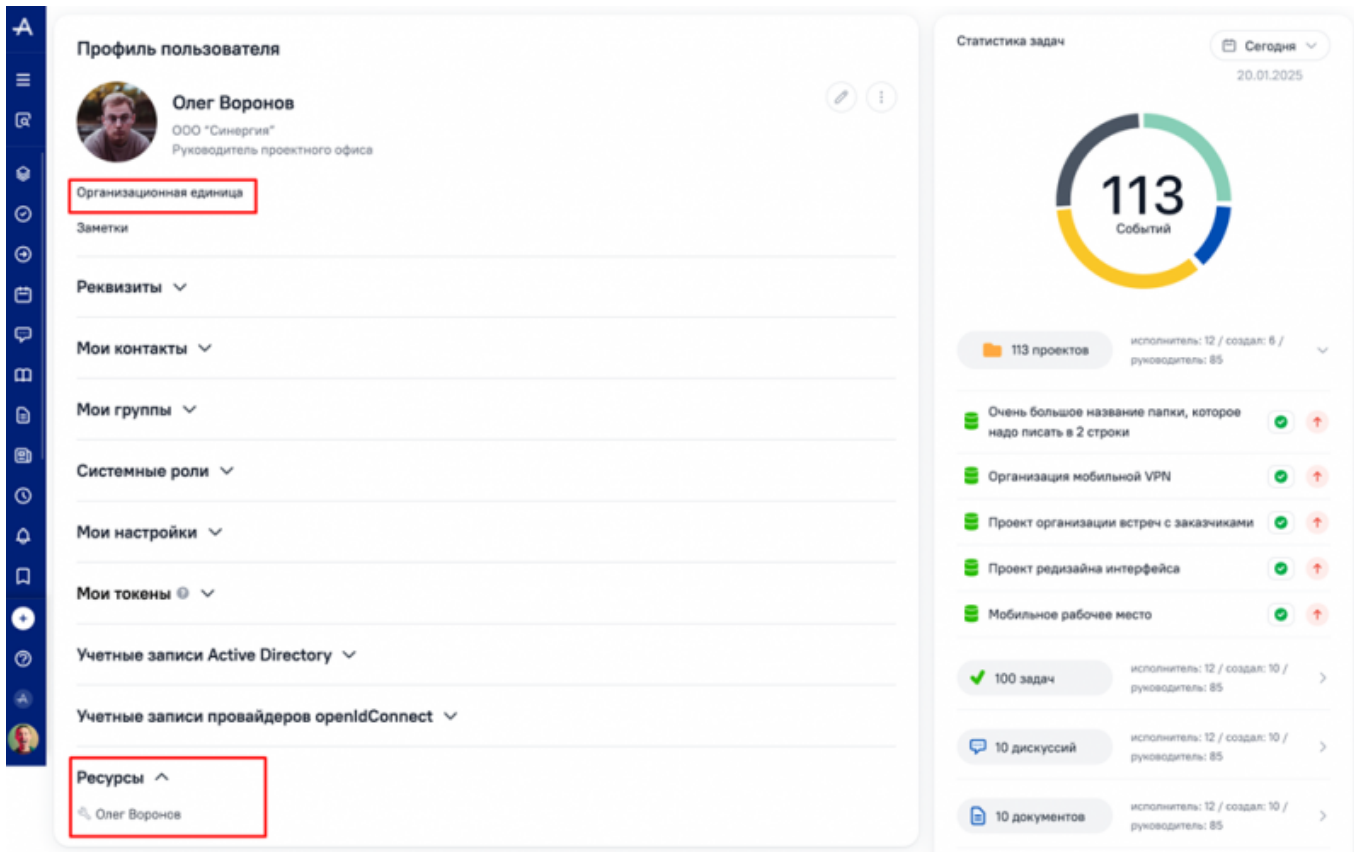 Профиль пользователя
Олег Воронов
ООО "Синергия"
Руководитель проектного офиса
Организационная единица
Заметки
Реквизиты
Мои контакты
Мои группы
Системные роли
Мои настройки
Мои токены
Учетные записи Active Directory
Учетные записи провайдеров openIdConnect
Ресурсы
Олег Воронов
Статистика задач
Сегодня
20.01.2025
113
Событий
113 проектов
исполнитель: 12 / создал: 6 /
руководитель: 85
Очень большое название папки, которое
надо писать в 2 строки
Организация мобильной VPN
Проект организации встреч с заказчиками
Проект редизайна интерфейса
Мобильное рабочее место
100 задач
исполнитель: 12 / создал: 10 /
руководитель: 85
10 дискуссий
исполнитель: 12 / создал: 10 /
руководитель: 85
10 документов
исполнитель: 12 / создал: 10 /
руководитель: 85